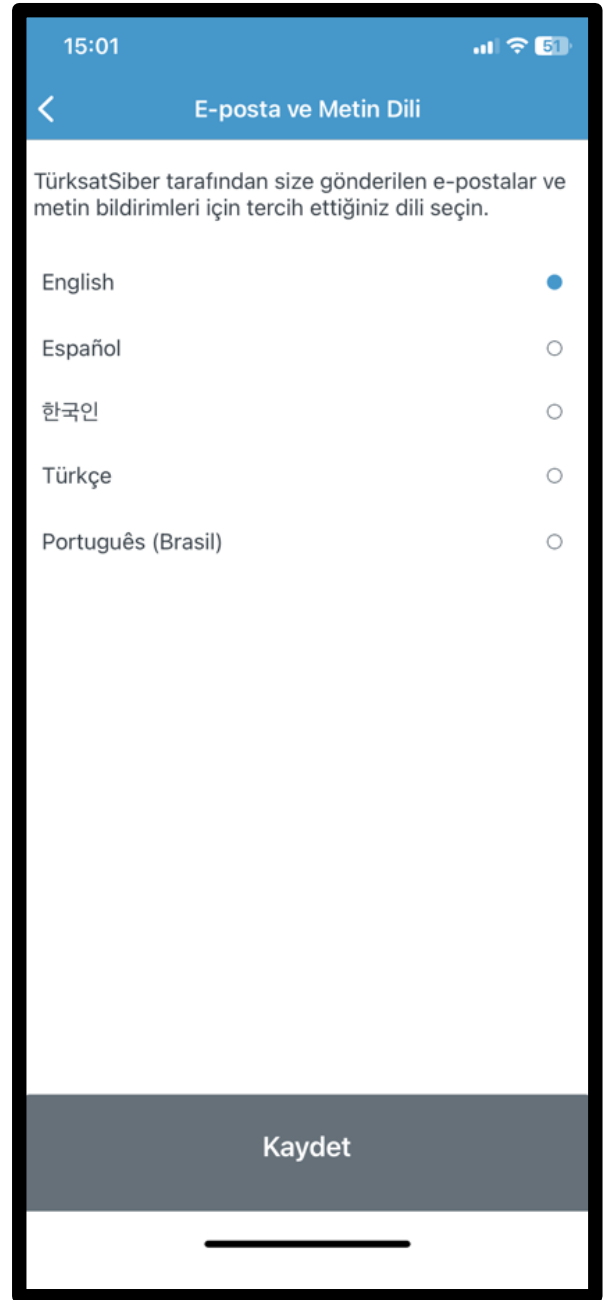 15:01
51
E-posta ve Metin Dili
TürksatSiber tarafından size gönderilen e-postalar ve
metin bildirimleri için tercih ettiğiniz dili seçin.
English
Español
한국인
Türkçe
Português (Brasil)
Kaydet